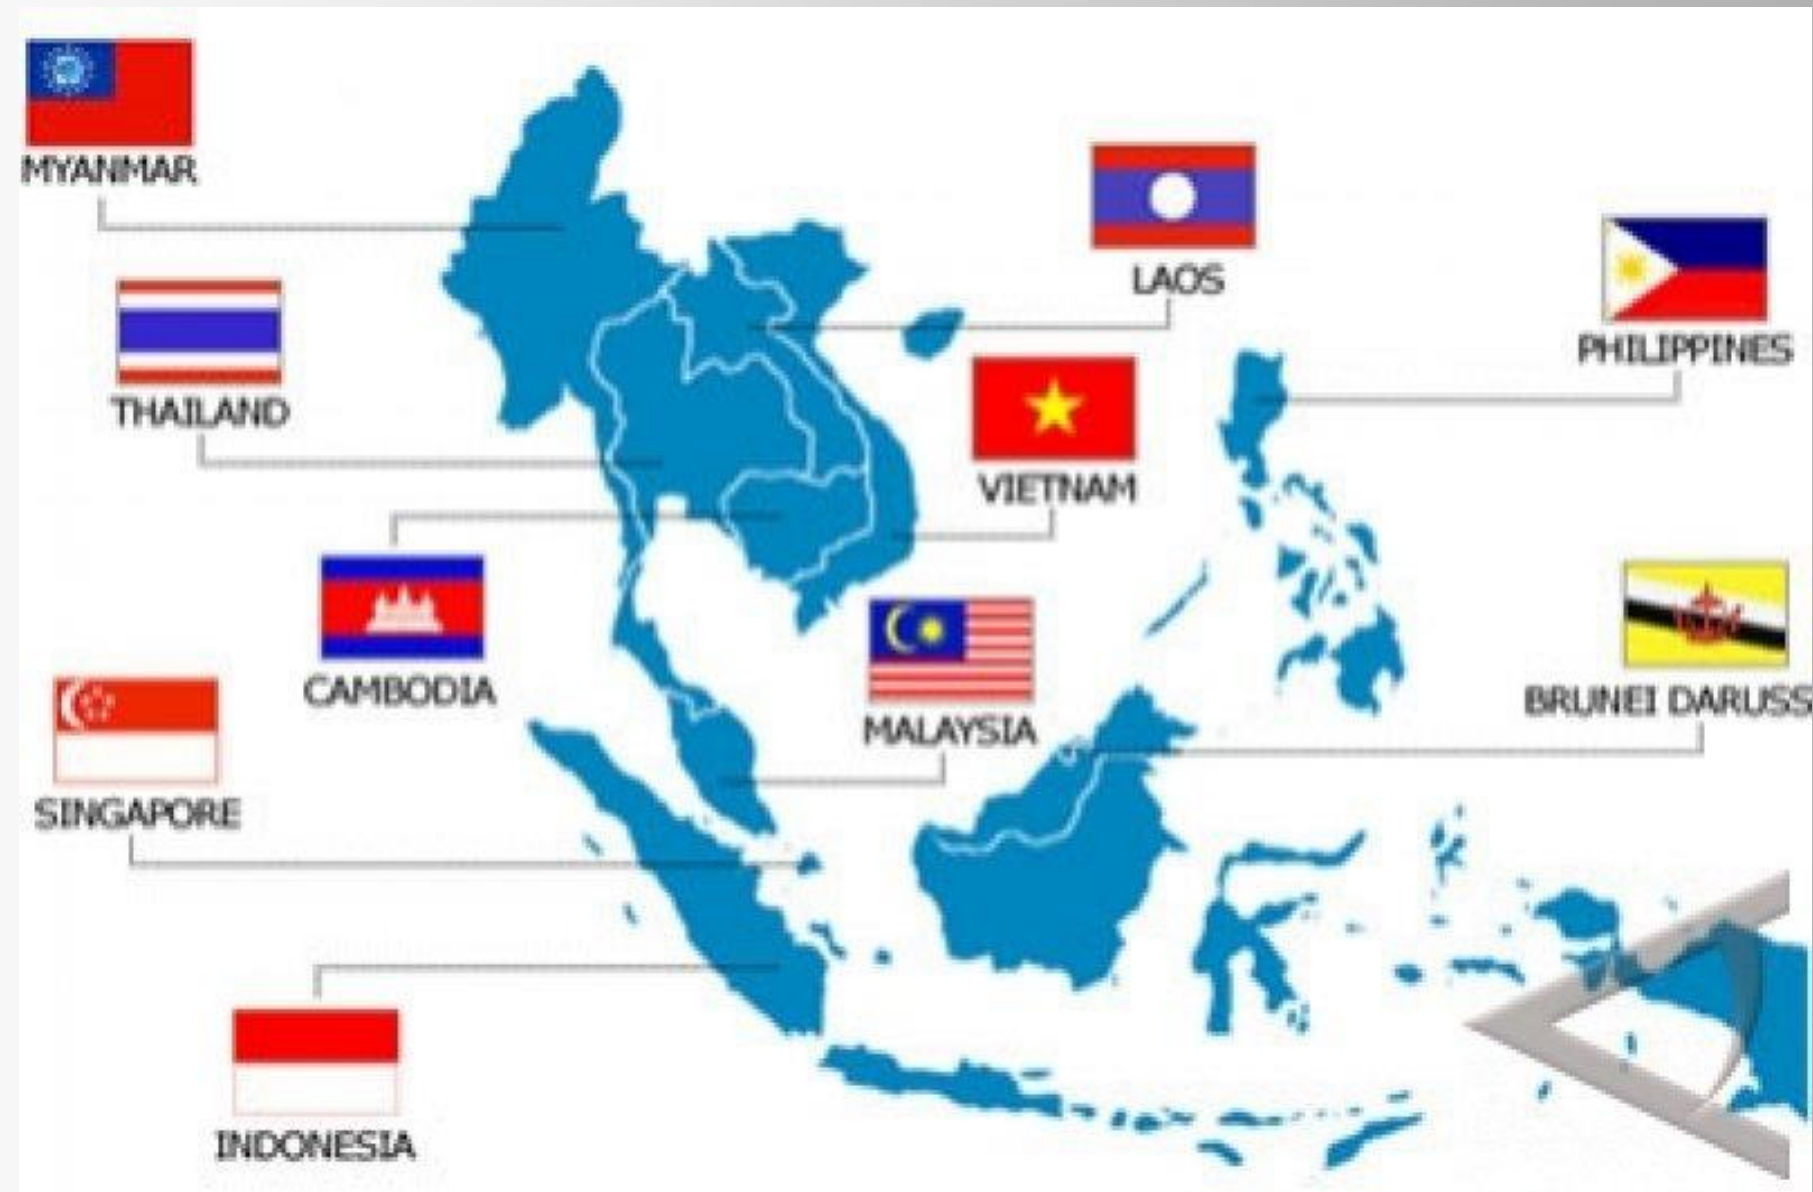 MYANMAR
LAOS
PHILIPPINES
THAILAND
VIETNAM
CAMBODIA
MALAYSIA
BRUNEI DARUSS
SINGAPORE
INDONESIA